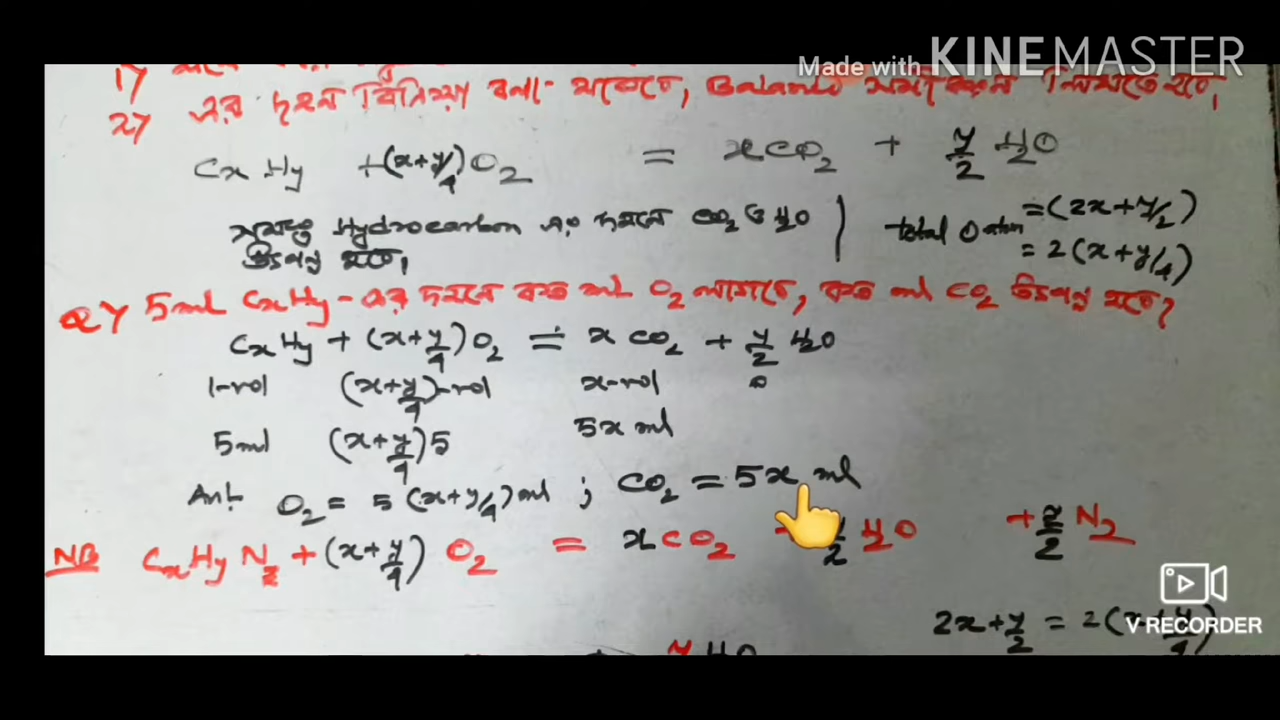 Made with KINEMASTER
1)
2) এর দহন বিক্রিয়া বলা যাবে, Balance সমীকরণ লিখতে হবে,
CxHy + (x+y/4)O2 = xCO2 + y/2 H2O
সমস্ত Hydrocarbon এর দহনে CO2 ও H2O উৎপন্ন হবে,
total O atom = (2x+y/2)
= 2(x+y/4)
Q) 5ml CxHy-এর দহনে কত ml O2 লাগবে, কত ml CO2 উৎপন্ন হবে?
CxHy + (x+y/4)O2 = xCO2 + y/2 H2O
1-vol (x+y/4)-vol x-vol 0
5ml (x+y/4)5 5x ml
Ans. O2 = 5(x+y/4)ml ; CO2 = 5x ml
NB CxHyNz + (x+y/4) O2 = xCO2 /2 H2O + z/2 N2
2x+y/2 = 2(x+y/4)
V RECORDER